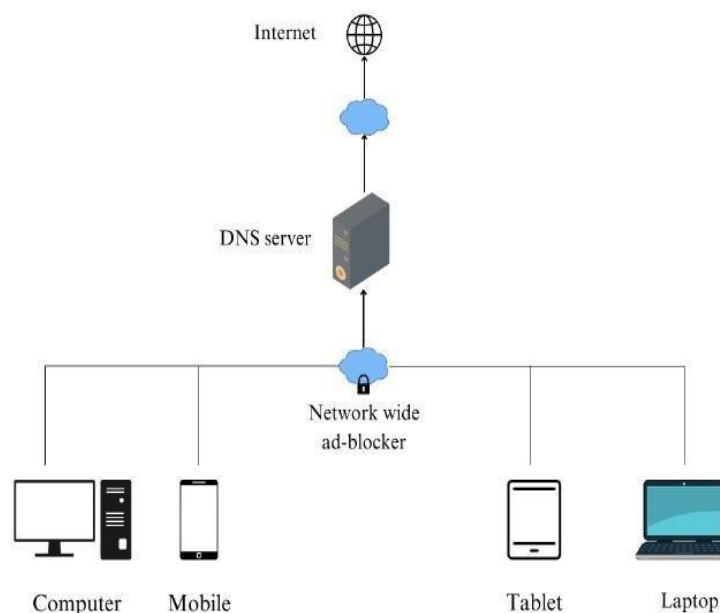 Internet
DNS server
Network wide
ad-blocker
Computer
Mobile
Tablet
Laptop